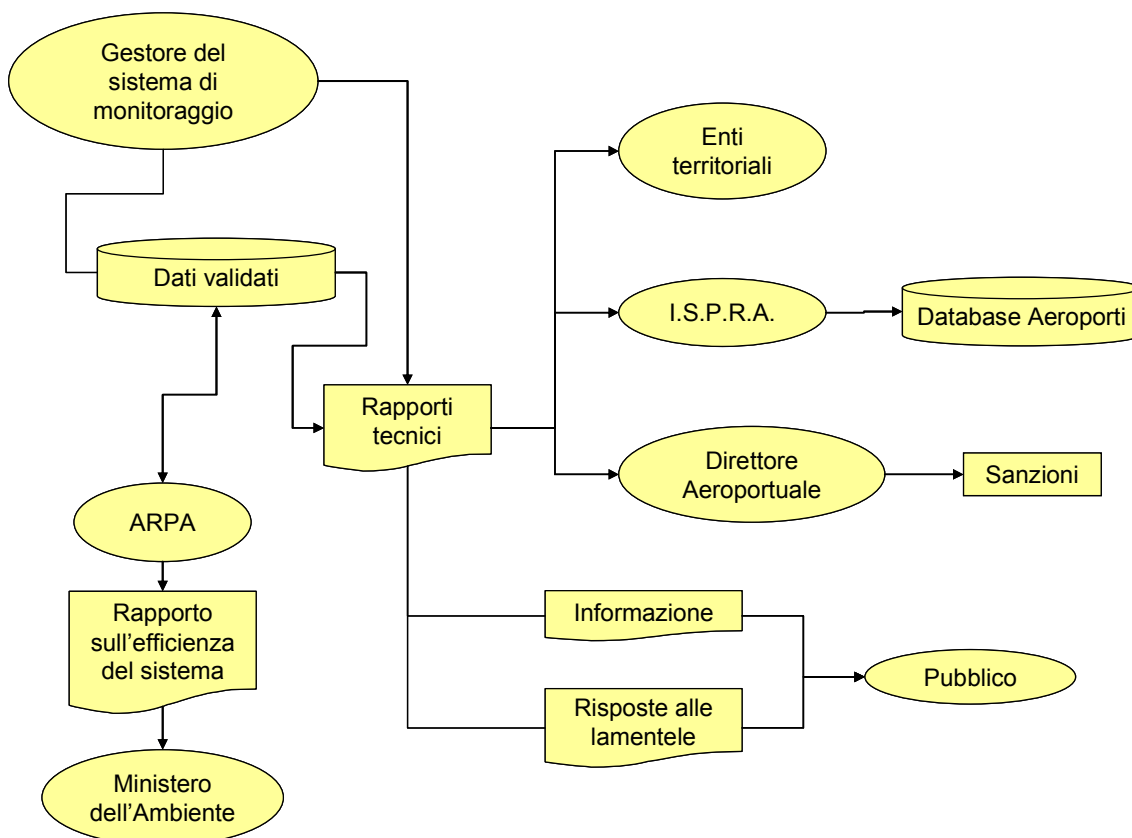 Gestore del
sistema di
monitoraggio
Enti
territoriali
Dati validati
I.S.P.R.A.
Database Aeroporti
Rapporti
tecnici
Direttore
Aeroportuale
Sanzioni
ARPA
Rapporto
sull’efficienza
del sistema
Informazione
Pubblico
Risposte alle
lamentele
Ministero
dell’Ambiente